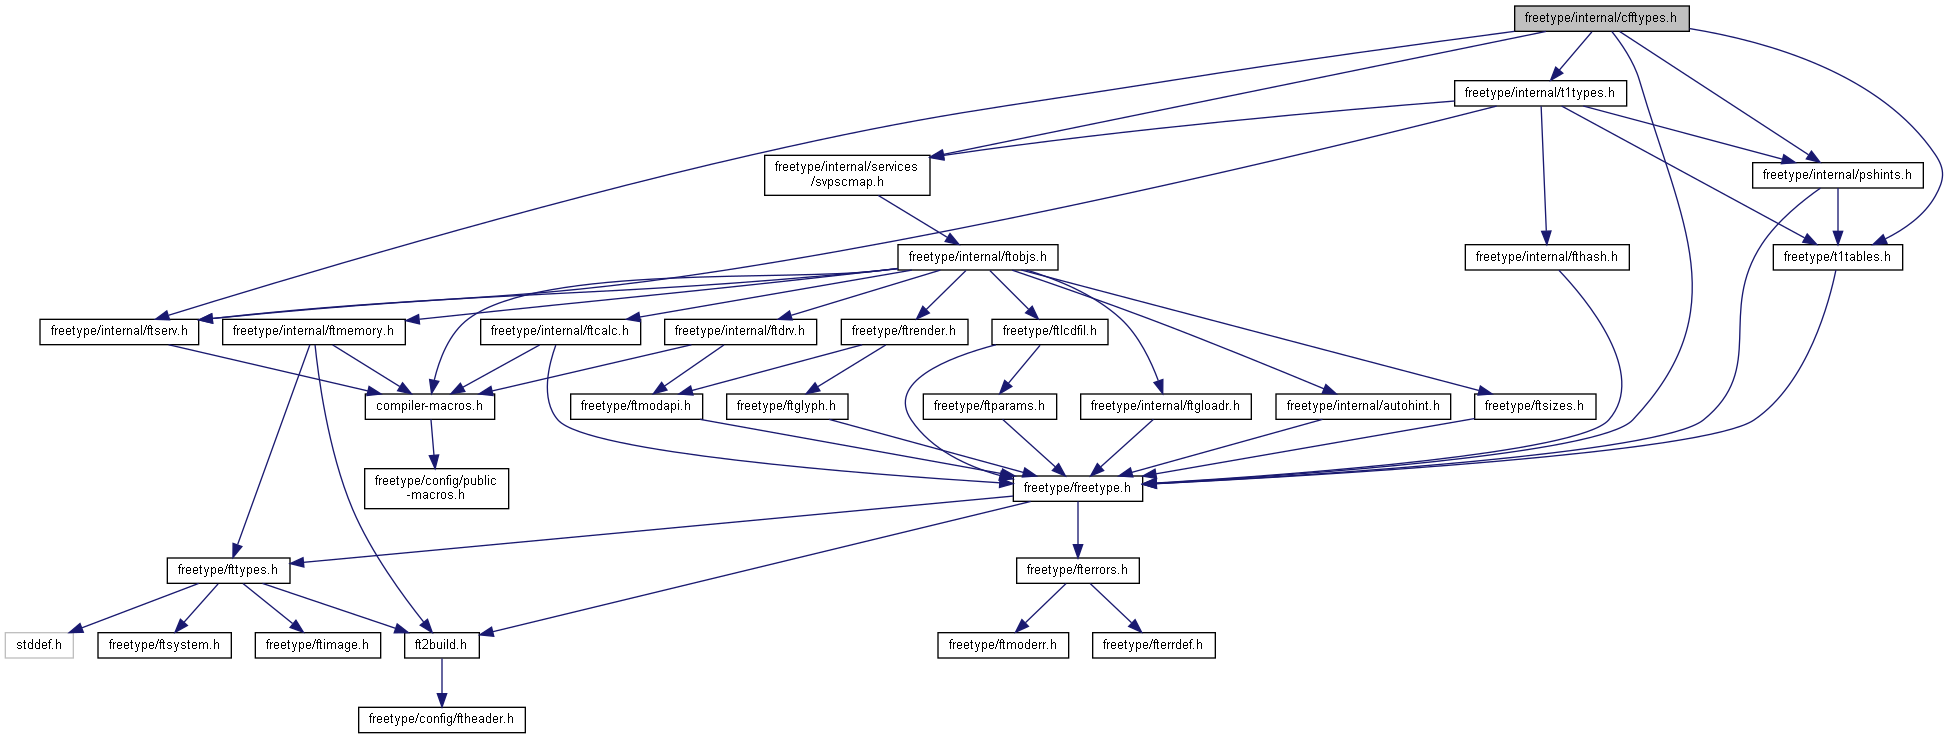 freetype/internal/cfftypes.h
freetype/internal/t1types.h
freetype/internal/services
/svpscmap.h
freetype/internal/pshints.h
freetype/internal/ftobjs.h
freetype/internal/fthash.h
freetype/t1tables.h
freetype/internal/ftserv.h
freetype/internal/ftmemory.h
freetype/internal/ftcalc.h
freetype/internal/ftdrv.h
freetype/ftrender.h
freetype/ftlcdfil.h
compiler-macros.h
freetype/ftmodapi.h
freetype/ftglyph.h
freetype/ftparams.h
freetype/internal/ftgloadr.h
freetype/internal/autohint.h
freetype/ftsizes.h
freetype/config/public
-macros.h
freetype/freetype.h
freetype/fttypes.h
freetype/fterrors.h
stddef.h
freetype/ftsystem.h
freetype/ftimage.h
ft2build.h
freetype/ftmoderr.h
freetype/fterrdef.h
freetype/config/ftheader.h